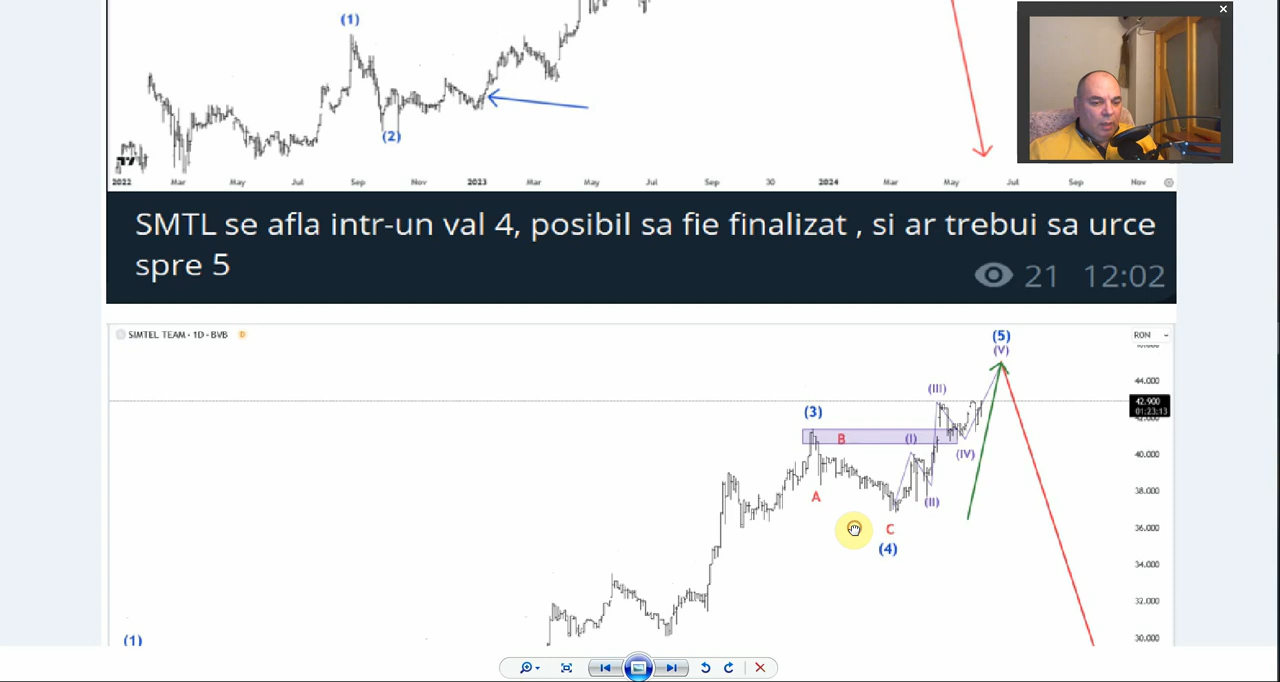 (1)
(2)
2022 Mar May Jul Sep Nov 2023 Mar May Jul Sep 30 2024 Mar May Jul Sep Nov
SMTL se afla intr-un val 4, posibil sa fie finalizat , si ar trebui sa urce
spre 5
21 12:02
SIMTEL TEAM · 1D · BVB D
RON
(5)
(V)
44.000
(III)
42.900
01:23:13
(3)
B
(I)
40.000
(IV)
38.000
A
(II)
36.000
C
(4)
34.000
32.000
30.000
(1)